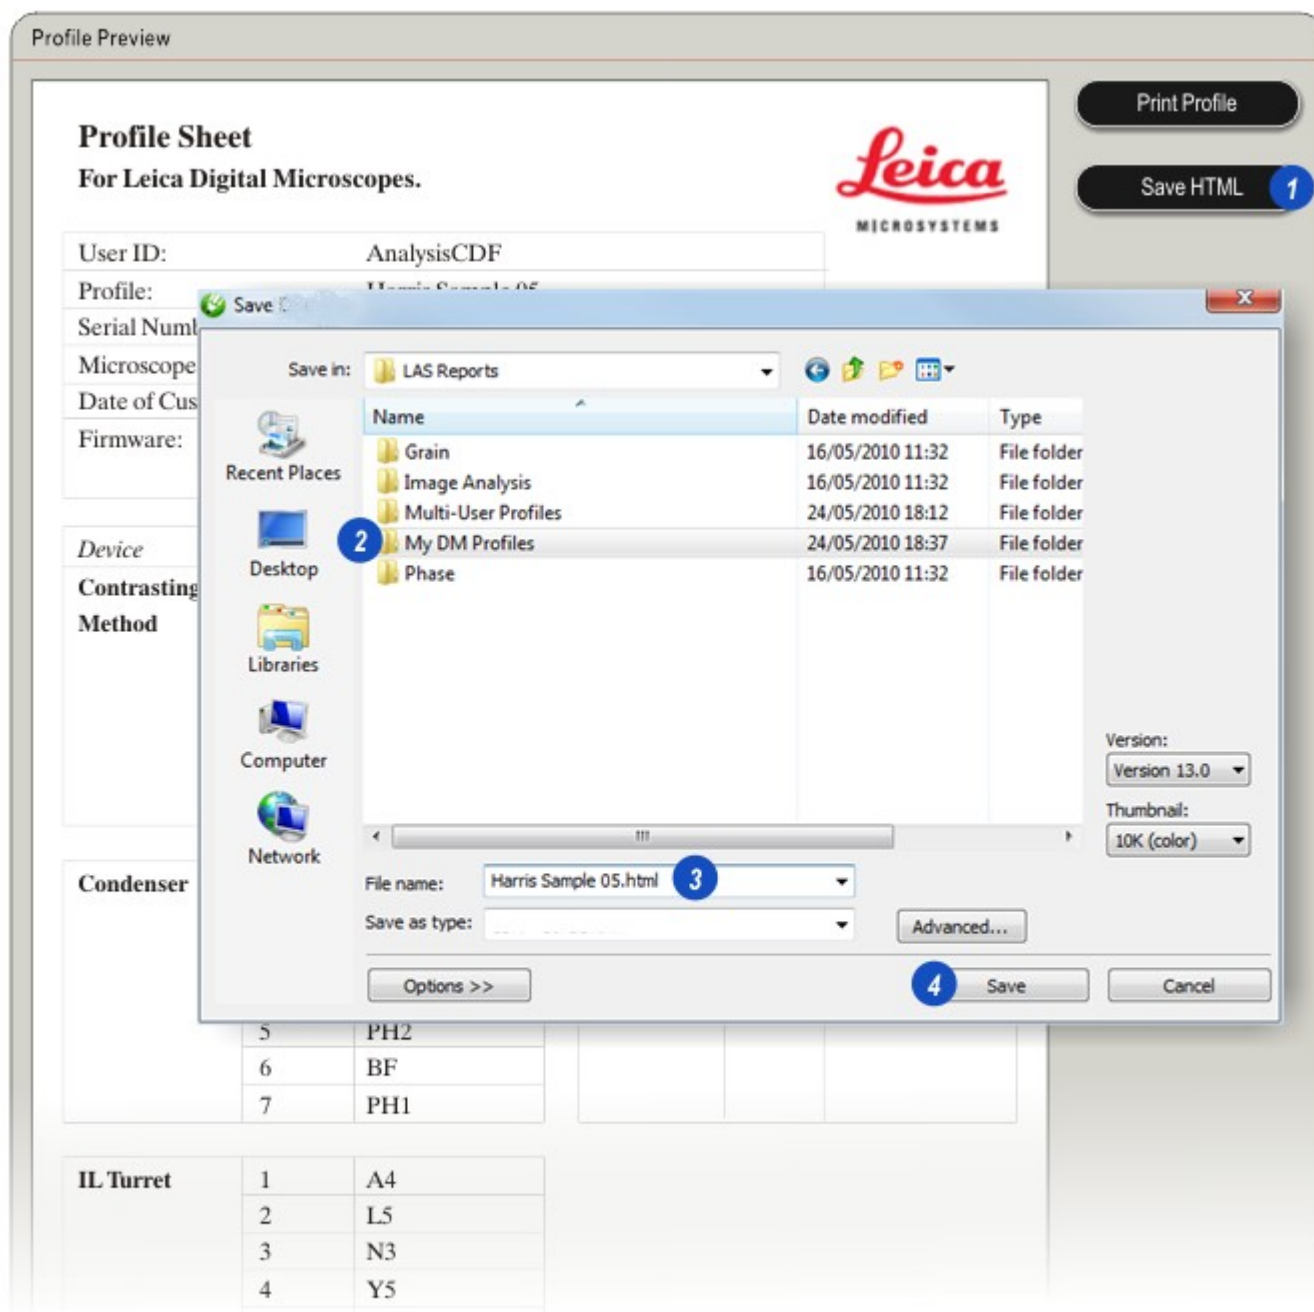 Profile Preview
Print Profile
Save HTML 1
Profile Sheet
For Leica Digital Microscopes.
Leica
MICROSYSTEMS
User ID: AnalysisCDF
Profile: Harris Sample 05
Serial Numb
Microscope
Date of Cus
Firmware:
Device
Contrasting
Method
Condenser
Save
Save in: LAS Reports
Name Date modified Type
Grain 16/05/2010 11:32 File folder
Image Analysis 16/05/2010 11:32 File folder
Multi-User Profiles 24/05/2010 18:12 File folder
2 My DM Profiles 24/05/2010 18:37 File folder
Phase 16/05/2010 11:32 File folder
Recent Places
Desktop
Libraries
Computer
Network
Version:
Version 13.0
Thumbnail:
10K (color)
File name: Harris Sample 05.html 3
Save as type:
Advanced...
Options >> 4 Save Cancel
5 PH2
6 BF
7 PH1
IL Turret 1 A4
2 L5
3 N3
4 Y5